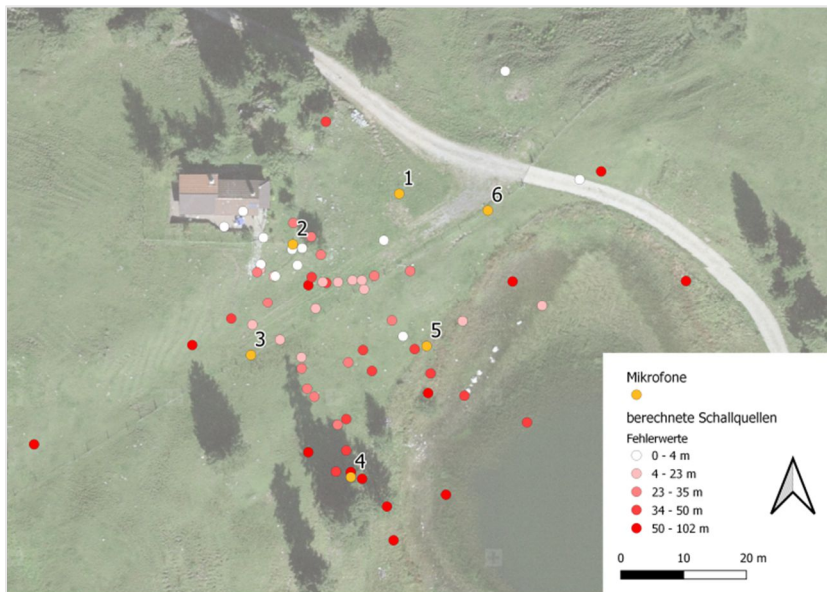 1
6
2
5
3
4
Mikrofone
berechnete Schallquellen
Fehlerwerte
0 - 4 m
4 - 23 m
23 - 35 m
34 - 50 m
50 - 102 m
0 10 20 m